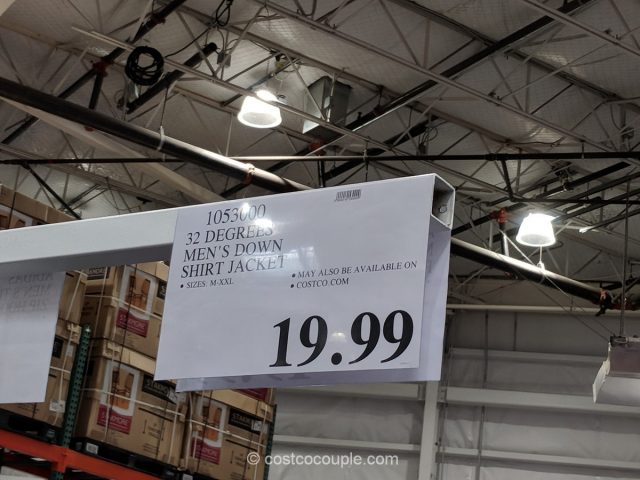 1053000
32 DEGREES
MEN'S DOWN
SHIRT JACKET
• SIZES: M-XXL
• MAY ALSO BE AVAILABLE ON
• COSTCO.COM
19.99
© costcocouple.com